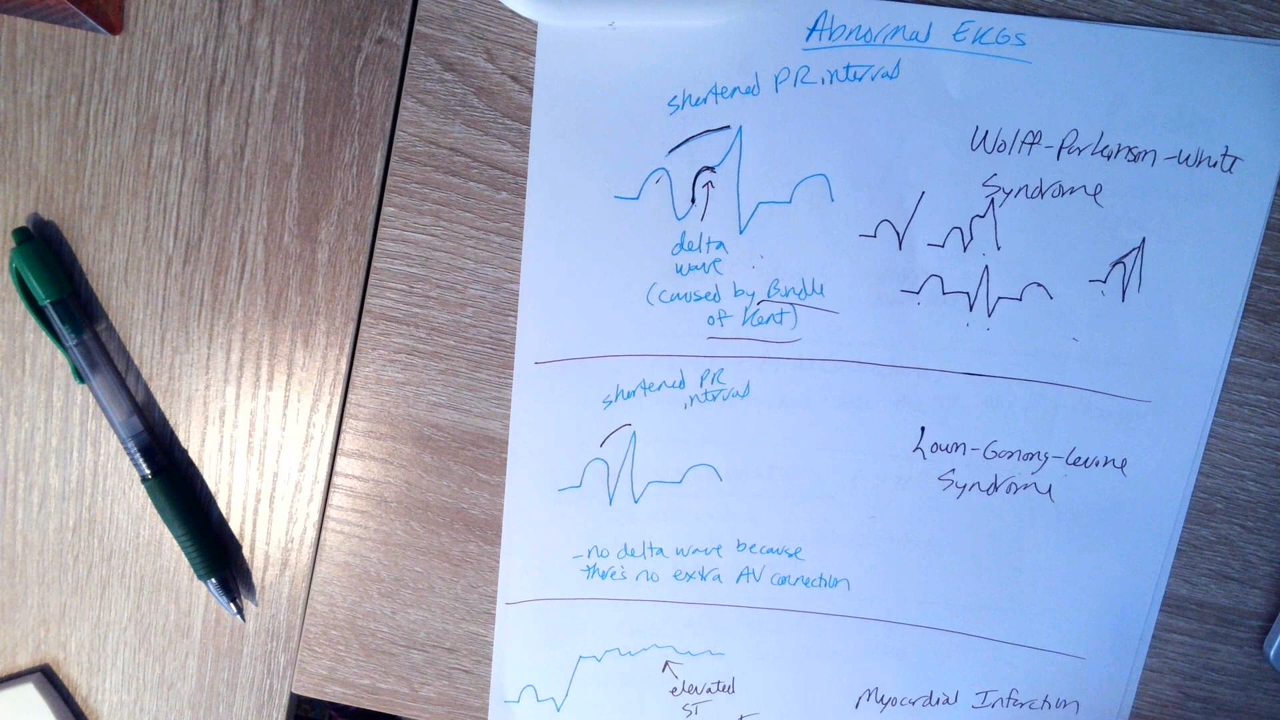 Abnormal EKGs
shortened PR interval
Wolff-Parkinson-White
Syndrome
delta
wave
(caused by Bundle
of Kent)
shortened PR
interval
Lown-Ganong-Levine
Syndrome
-no delta wave because
there's no extra AV connection
elevated
ST
Myocardial Infarction